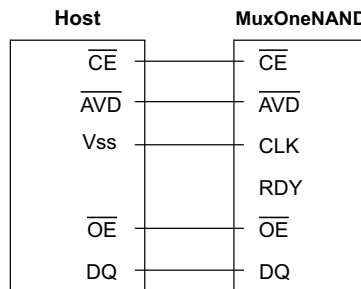 Host MuxOneNAND
CE CE
AVD AVD
Vss CLK
RDY
OE OE
DQ DQ